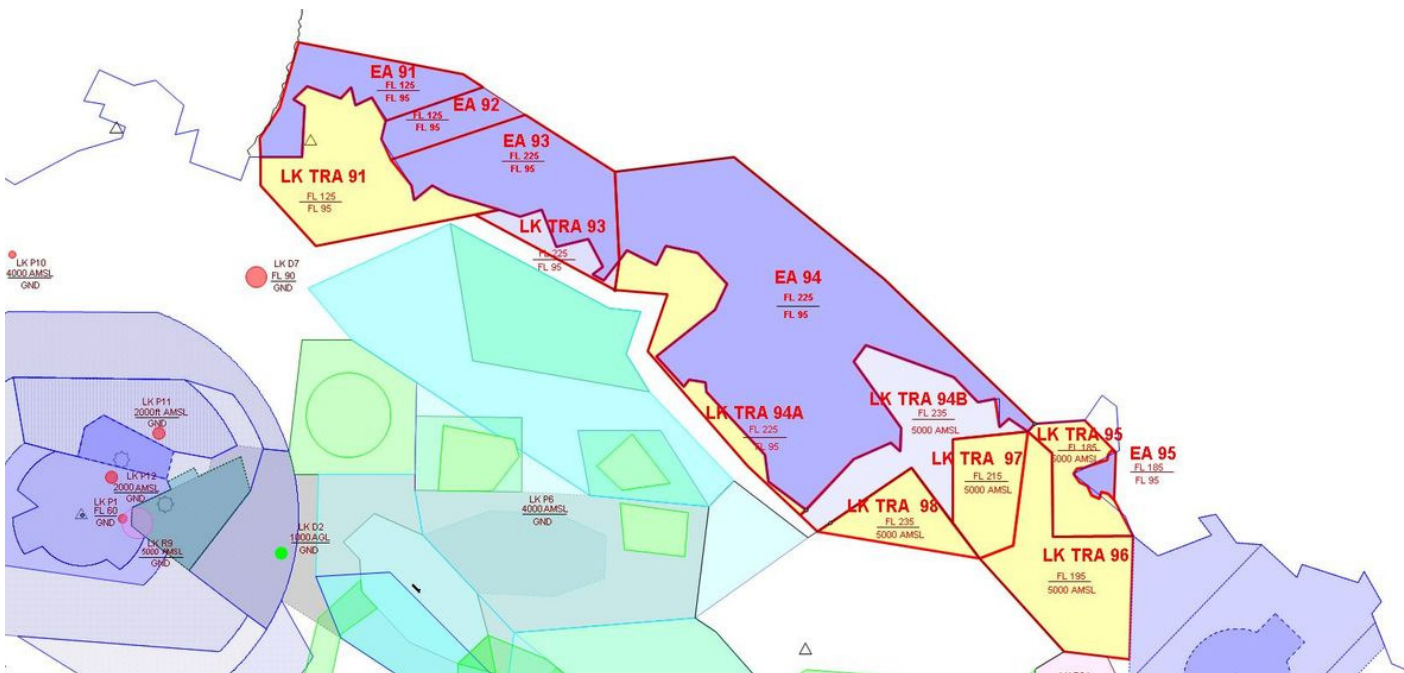 EA 91
FL 125
FL 95
EA 92
FL 125
FL 95
EA 93
FL 225
FL 95
LK TRA 91
FL 125
FL 95
LK TRA 93
FL 225
FL 95
LK P10
4000 AMSL
GND
LK D7
FL 90
GND
EA 94
FL 225
FL 95
LK TRA 94A
FL 225
FL 95
LK TRA 94B
FL 235
5000 AMSL
LK TRA 95
FL 185
5000 AMSL
EA 95
FL 185
FL 95
LK TRA 97
FL 215
5000 AMSL
LK TRA 98
FL 235
5000 AMSL
LK TRA 96
FL 195
5000 AMSL
LK P11
2000ft AMSL
GND
LK P12
2000 AMSL
GND
LK P1
FL 60
GND
LK R9
5000 AMSL
GND
LK D2
1000AGL
GND
LK P6
4000 AMSL
GND